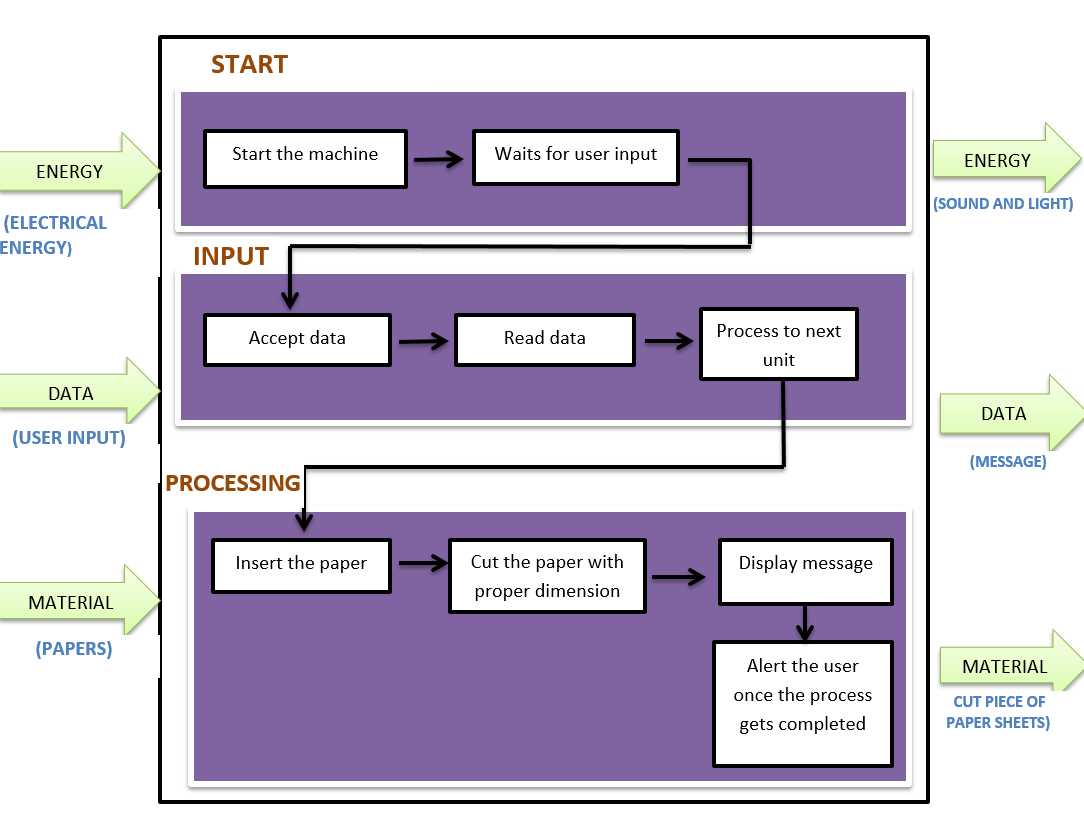 START
Start the machine
Waits for user input
ENERGY
(ELECTRICAL
ENERGY)
ENERGY
(SOUND AND LIGHT)
INPUT
Accept data
Read data
Process to next
unit
DATA
(USER INPUT)
DATA
(MESSAGE)
PROCESSING
Insert the paper
Cut the paper with
proper dimension
Display message
Alert the user
once the process
gets completed
MATERIAL
(PAPERS)
MATERIAL
CUT PIECE OF
PAPER SHEETS)